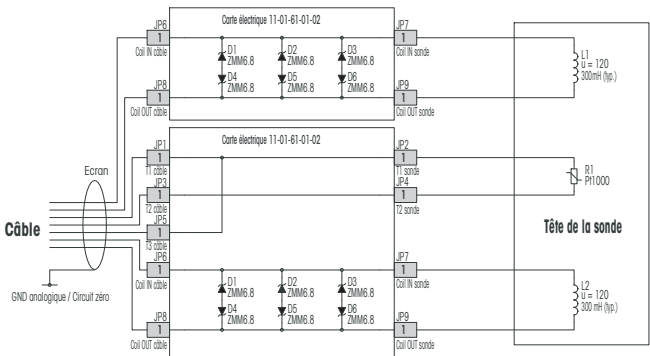 Carte électrique 11-01-61-01-02
JP6
1
Coil IN câble
JP7
1
Coil IN sonde
D1
ZMM6.8
D2
ZMM6.8
D3
ZMM6.8
D4
ZMM6.8
D5
ZMM6.8
D6
ZMM6.8
JP8
1
Coil OUT câble
JP9
1
Coil OUT sonde
L1
u = 120
300mH (typ.)
Carte électrique 11-01-61-01-02
JP1
1
T1 câble
JP2
1
T1 sonde
JP3
1
T2 câble
JP4
1
T2 sonde
R1
Pt1000
JP5
1
T3 câble
Ecran
Câble
Tête de la sonde
GND analogique / Circuit zéro
JP6
1
Coil IN câble
JP7
1
Coil IN sonde
D1
ZMM6.8
D2
ZMM6.8
D3
ZMM6.8
D4
ZMM6.8
D5
ZMM6.8
D6
ZMM6.8
JP8
1
Coil OUT câble
JP9
1
Coil OUT sonde
L2
u = 120
300 mH (typ.)